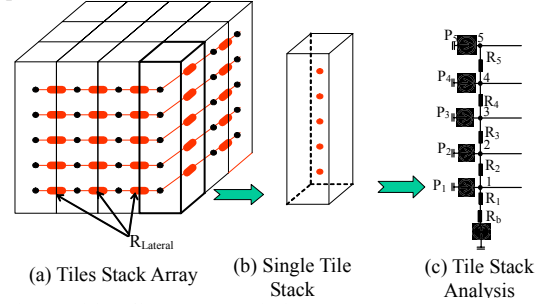 P5 5
R5
P4 4
R4
P3 3
R3
P2 2
R2
P1 1
R1
Rb
RLateral
(a) Tiles Stack Array
(b) Single Tile
Stack
(c) Tile Stack
Analysis